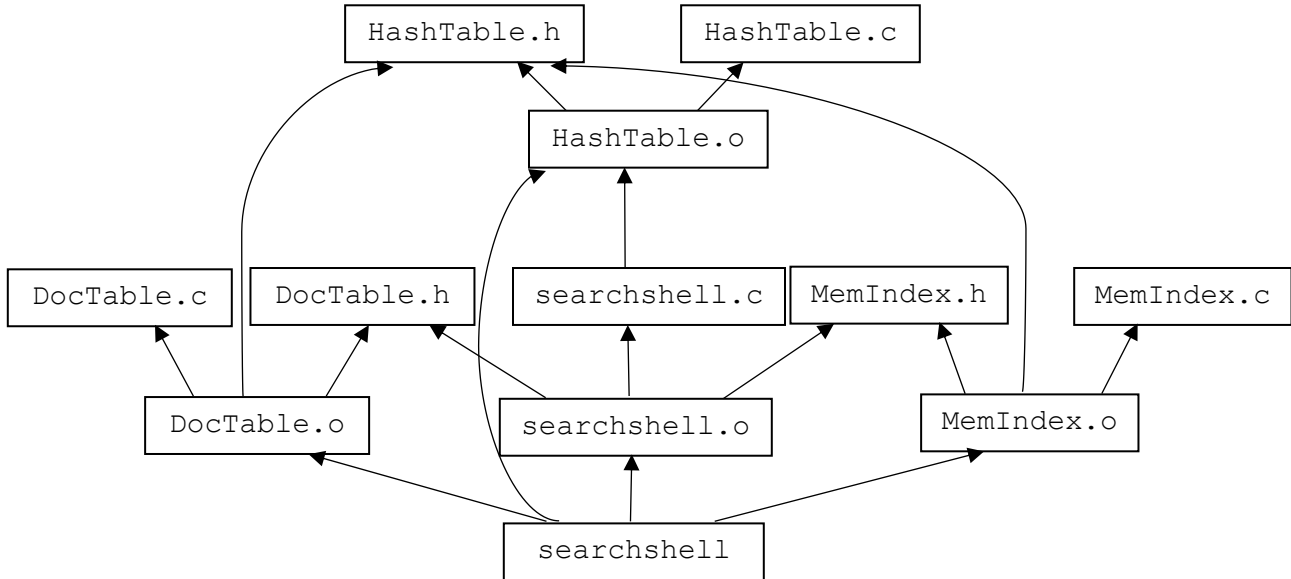 HashTable.h
HashTable.c
HashTable.o
DocTable.c
DocTable.h
searchshell.c
MemIndex.h
MemIndex.c
DocTable.o
searchshell.o
MemIndex.o
searchshell